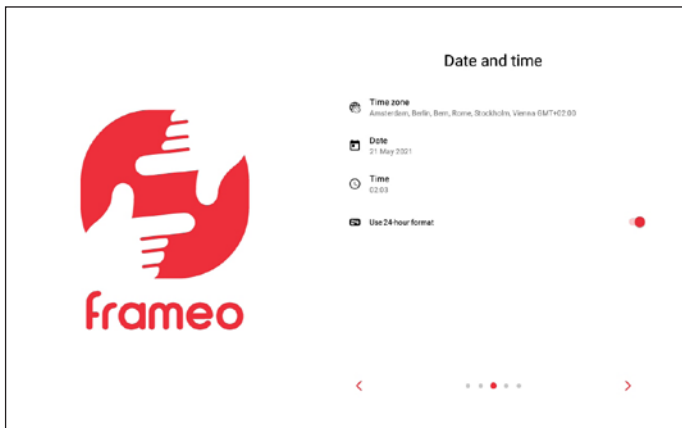 Date and time
Time zone
Amsterdam, Berlin, Bern, Rome, Stockholm, Vienna GMT+02:00
Date
21 May 2021
Time
02:03
Use 24-hour format
frameo